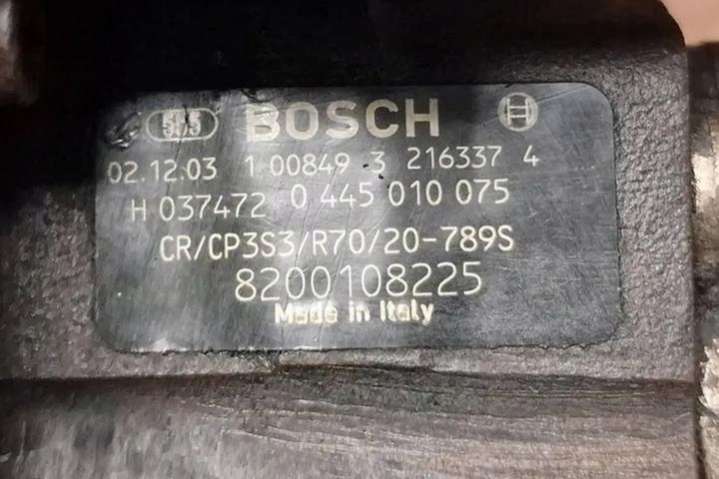 BOSCH
02.12.03 1 00849 3 216337 4
H 037472 0 445 010 075
CR/CP3S3/R70/20-789S
8200108225
Made in Italy